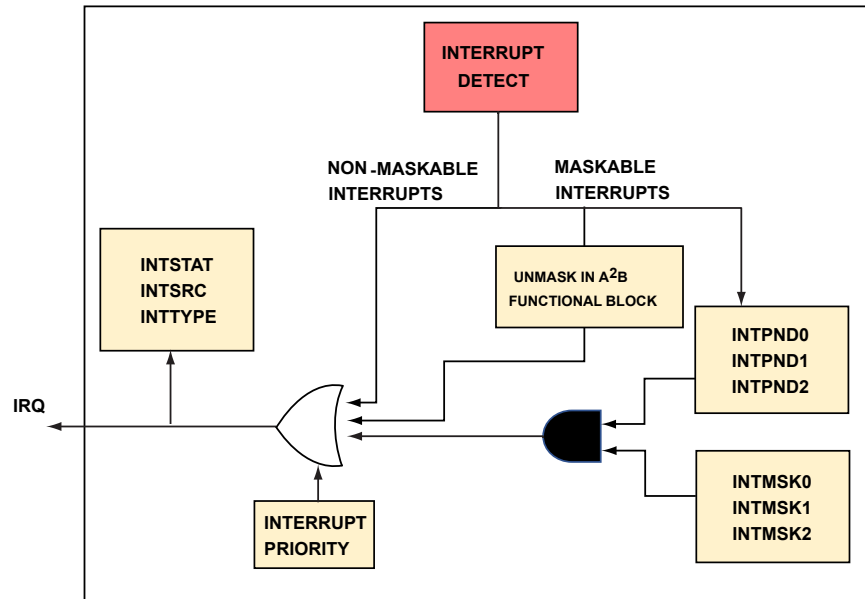 INTERRUPT
DETECT
NON-MASKABLE
INTERRUPTS
MASKABLE
INTERRUPTS
INTSTAT
INTSRC
INTTYPE
UNMASK IN A²B
FUNCTIONAL BLOCK
INTPND0
INTPND1
INTPND2
IRQ
INTMSK0
INTMSK1
INTMSK2
INTERRUPT
PRIORITY